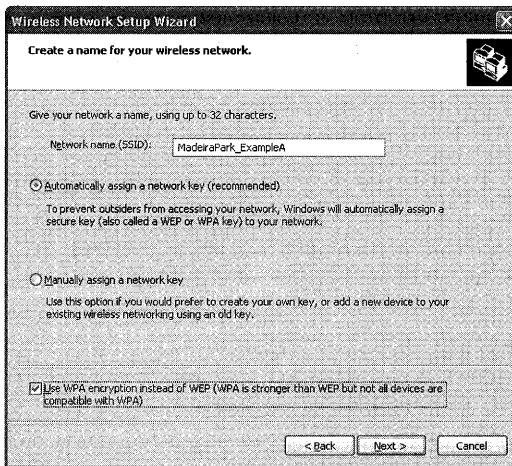 Wireless Network Setup Wizard
Create a name for your wireless network.
Give your network a name, using up to 32 characters.
Network name (SSID): MadeiraPark_ExampleA
Automatically assign a network key (recommended)
To prevent outsiders from accessing your network, Windows will automatically assign a
secure key (also called a WEP or WPA key) to your network.
Manually assign a network key
Use this option if you would prefer to create your own key, or add a new device to your
existing wireless networking using an old key.
Use WPA encryption instead of WEP (WPA is stronger than WEP but not all devices are
compatible with WPA)
< Back Next > Cancel